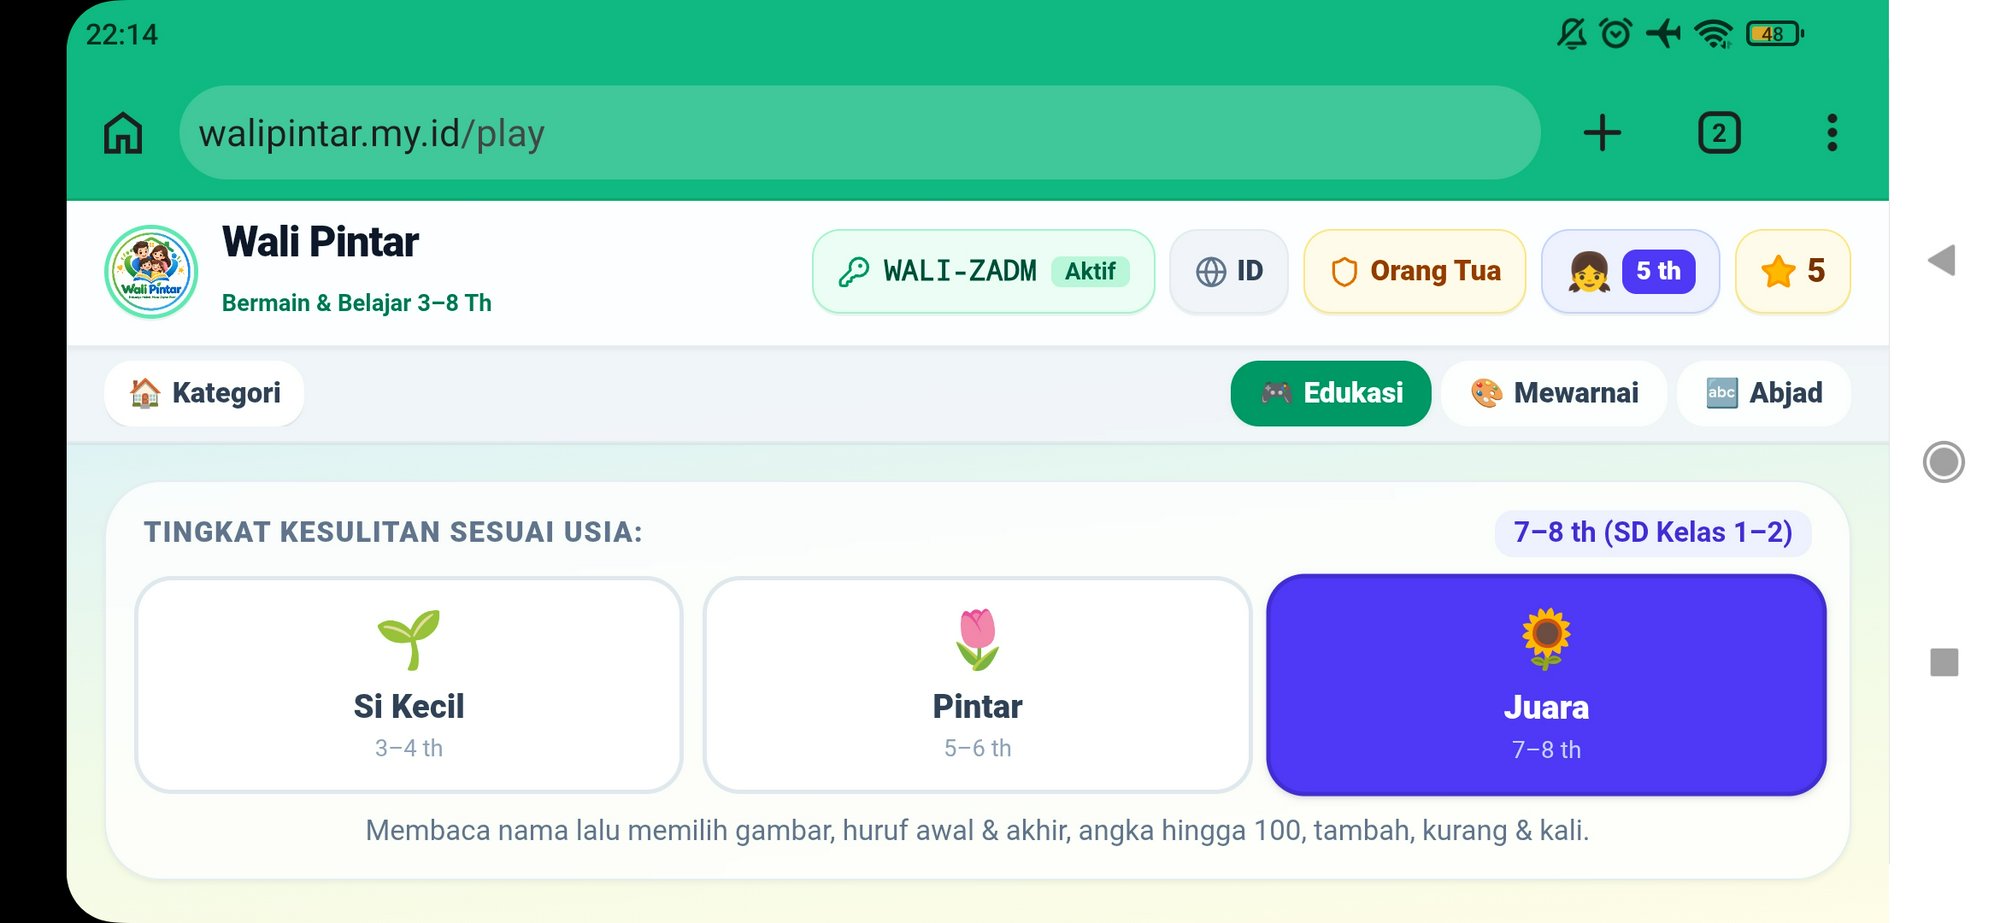 22:14
48
walipintar.my.id/play
2
Wali Pintar
Wali Pintar
Bermain & Belajar 3–8 Th
WALI-ZADM Aktif
ID
Orang Tua
5 th
5
Kategori
Edukasi
Mewarnai
abc Abjad
TINGKAT KESULITAN SESUAI USIA:
7–8 th (SD Kelas 1–2)
Si Kecil
3–4 th
Pintar
5–6 th
Juara
7–8 th
Membaca nama lalu memilih gambar, huruf awal & akhir, angka hingga 100, tambah, kurang & kali.